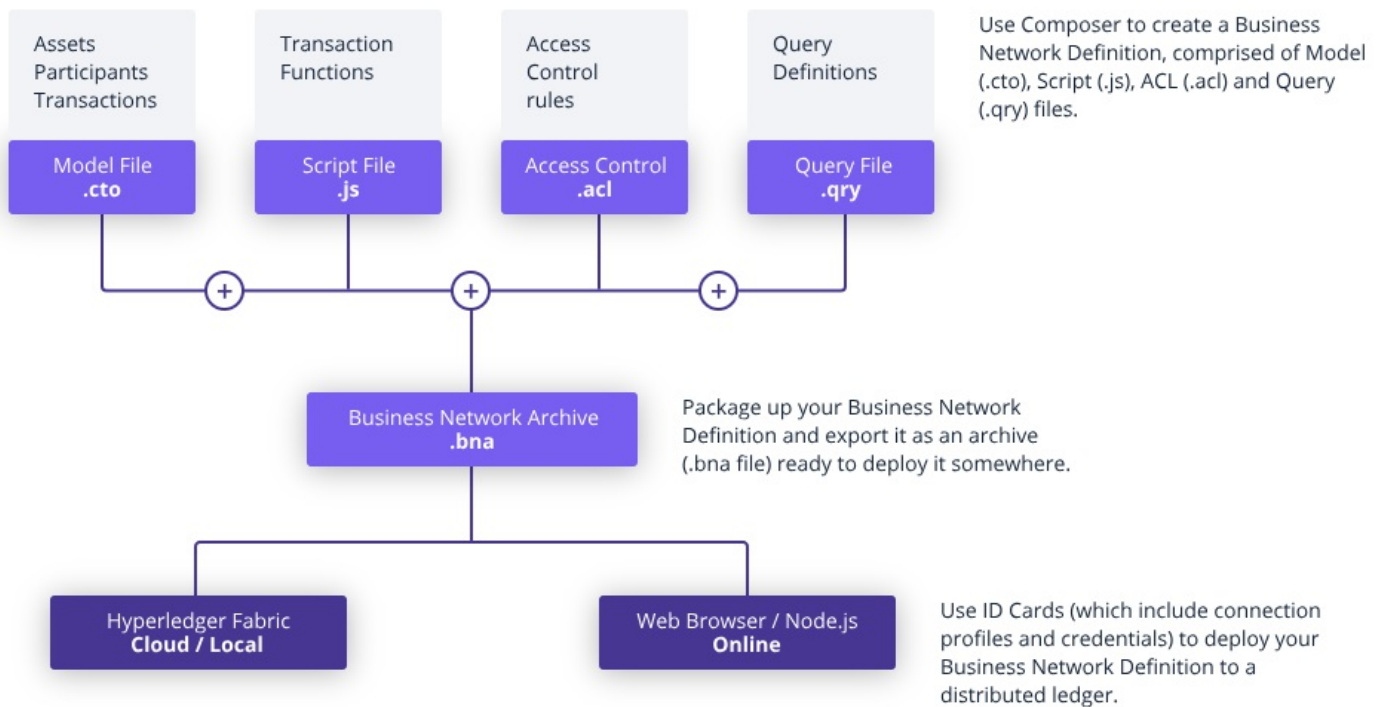 Assets
Participants
Transactions
Model File
.cto
Transaction
Functions
Script File
.js
Access
Control
rules
Access Control
.acl
Query
Definitions
Query File
.qry
Use Composer to create a Business
Network Definition, comprised of Model
(.cto), Script (.js), ACL (.acl) and Query
(.qry) files.
+
+
+
Business Network Archive
.bna
Package up your Business Network
Definition and export it as an archive
(.bna file) ready to deploy it somewhere.
Hyperledger Fabric
Cloud / Local
Web Browser / Node.js
Online
Use ID Cards (which include connection
profiles and credentials) to deploy your
Business Network Definition to a
distributed ledger.